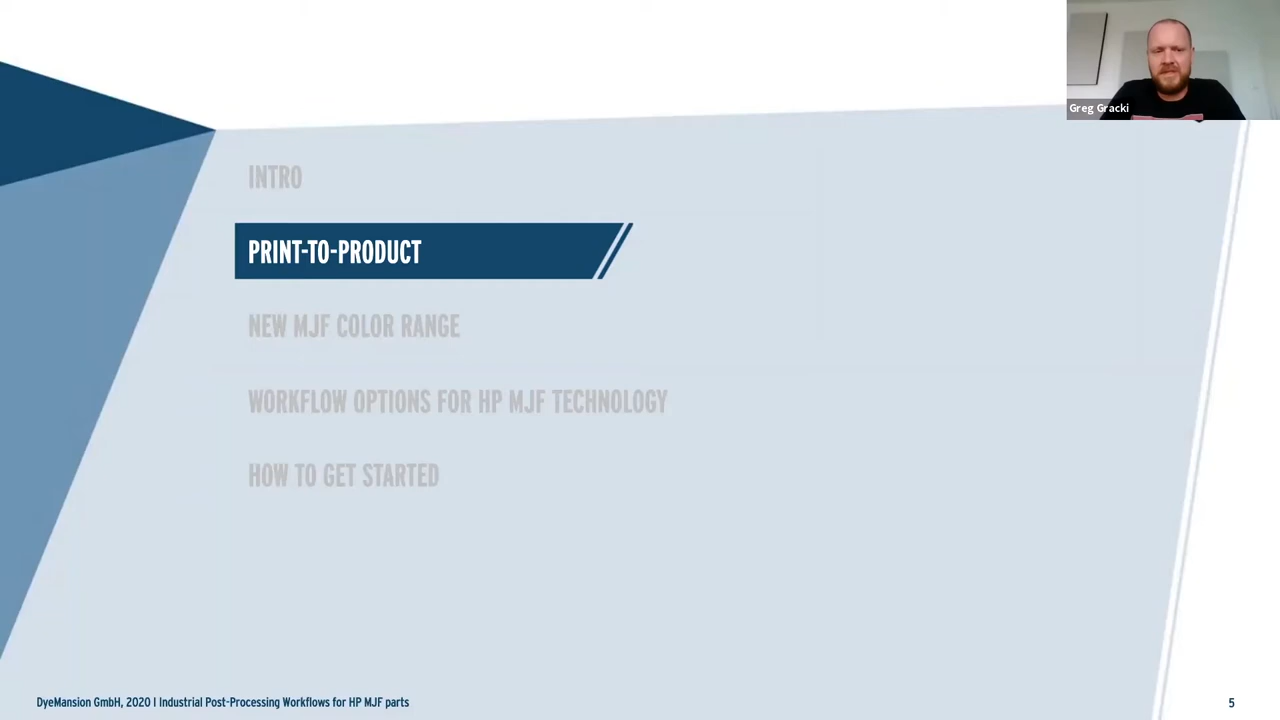 Greg Gracki
INTRO
PRINT-TO-PRODUCT
NEW MJF COLOR RANGE
WORKFLOW OPTIONS FOR HP MJF TECHNOLOGY
HOW TO GET STARTED
DyeMansion GmbH, 2020 I Industrial Post-Processing Workflows for HP MJF parts
5